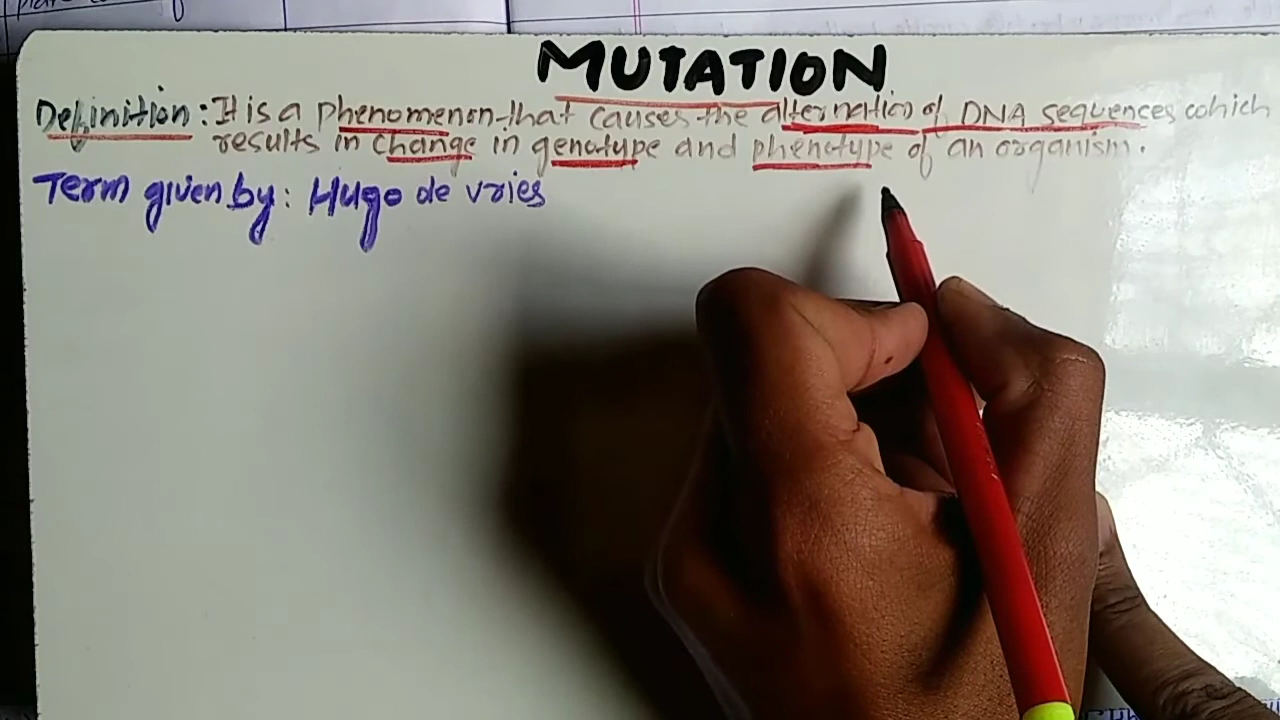 MUTATION
Definition: It is a phenomenon that causes the alternation of DNA sequences which
results in change in genotype and phenotype of an organism.
Term given by: Hugo de vries